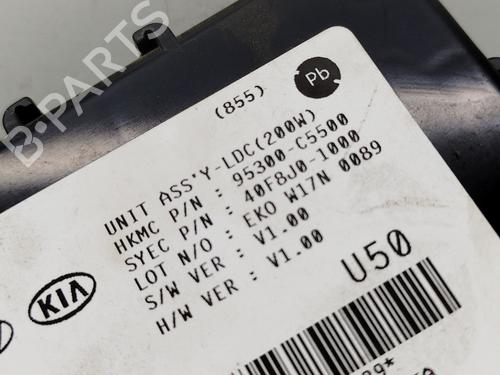 B-PARTS
(855)
Pb
UNIT ASS'Y-LDC(200W)
HKMC P/N : 95300-C5500
SYEC P/N : 40F8J0-1000
LOT N/O : EKO W17N 0089
S/W VER : V1.00
H/W VER : V1.00
KIA
U50